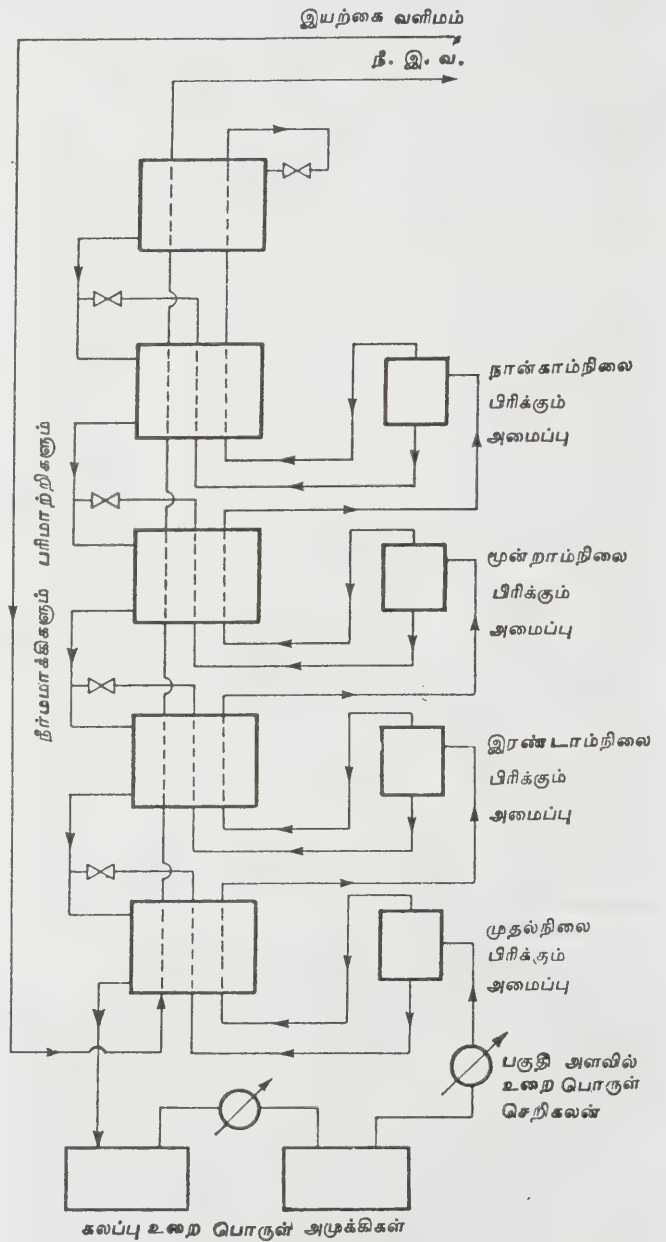 இயற்கை வளிமம்
நீ. இ. வ.
நான்காம்நிலை
பிரிக்கும்
அமைப்பு
நீர்மமாக்கிகளும் பரிமாற்றிகளும்
மூன்றாம்நிலை
பிரிக்கும்
அமைப்பு
இரண்டாம்நிலை
பிரிக்கும்
அமைப்பு
முதல்நிலை
பிரிக்கும்
அமைப்பு
பகுதி அளவில்
உறை பொருள்
செறிகலன்
கலப்பு உறை பொருள் அமுக்கிகள்